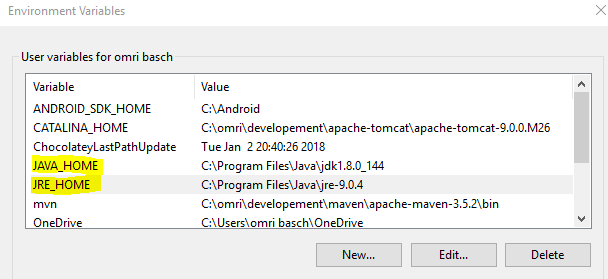 Environment Variables
User variables for omri basch
Variable Value
ANDROID_SDK_HOME C:\Android
CATALINA_HOME C:\omri\developement\apache-tomcat\apache-tomcat-9.0.0.M26
ChocolateyLastPathUpdate Tue Jan  2 20:40:26 2018
JAVA_HOME C:\Program Files\Java\jdk1.8.0_144
JRE_HOME C:\Program Files\Java\jre-9.0.4
mvn C:\omri\developement\maven\apache-maven-3.5.2\bin
OneDrive C:\Users\omri basch\OneDrive
New... Edit... Delete